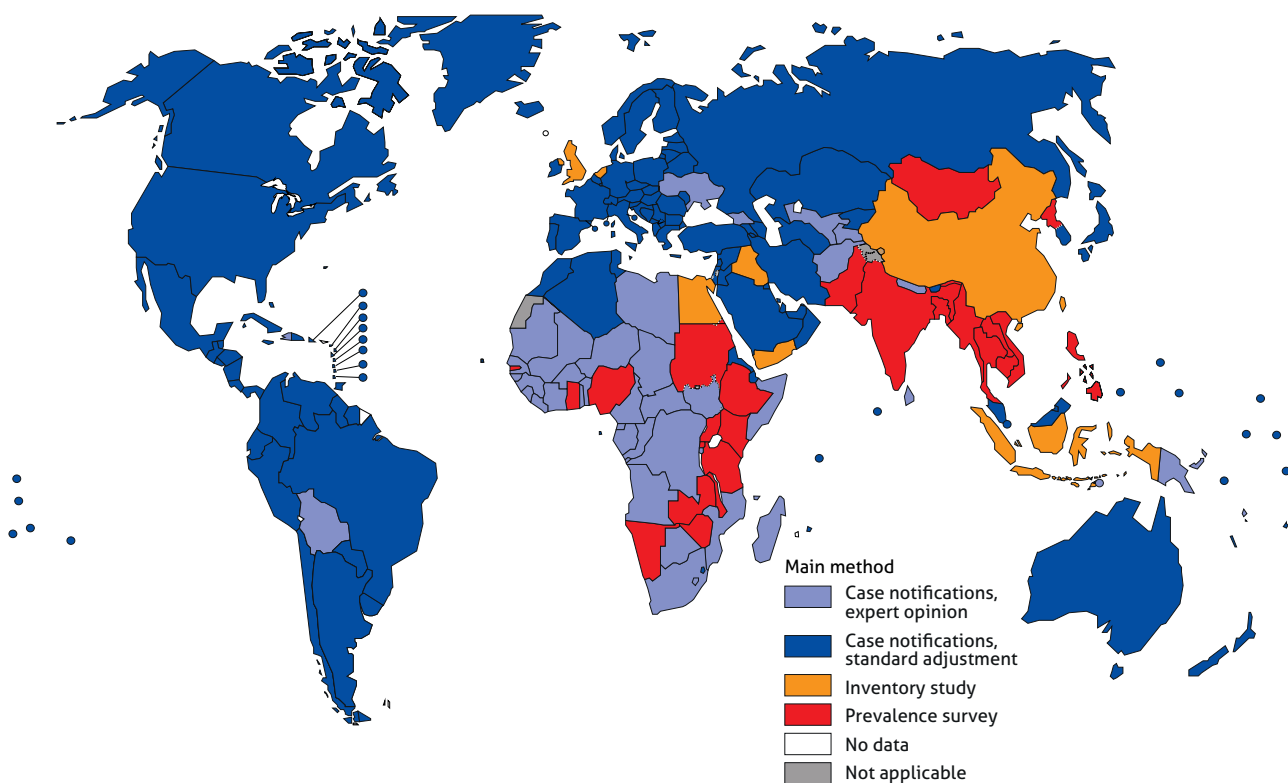 Main method
Case notifications,
expert opinion
Case notifications,
standard adjustment
Inventory study
Prevalence survey
No data
Not applicable